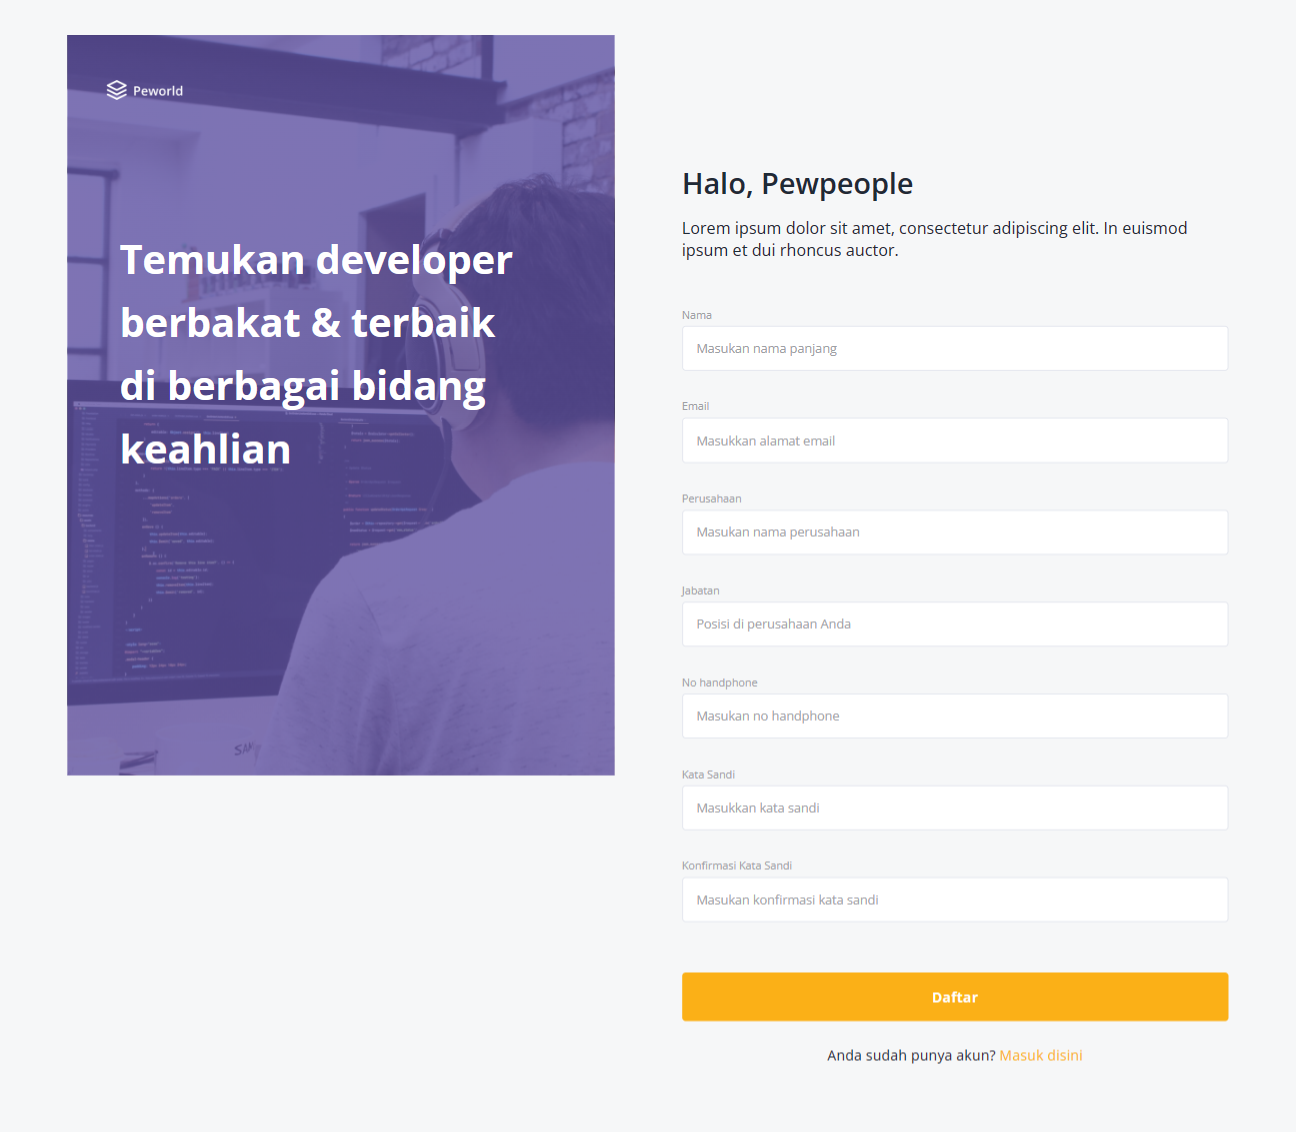 Peworld
Temukan developer
berbakat & terbaik
di berbagai bidang
keahlian
Halo, Pewpeople
Lorem ipsum dolor sit amet, consectetur adipiscing elit. In euismod
ipsum et dui rhoncus auctor.
Nama
Masukan nama panjang
Email
Masukkan alamat email
Perusahaan
Masukan nama perusahaan
Jabatan
Posisi di perusahaan Anda
No handphone
Masukan no handphone
Kata Sandi
Masukkan kata sandi
Konfirmasi Kata Sandi
Masukan konfirmasi kata sandi
Daftar
Anda sudah punya akun? Masuk disini